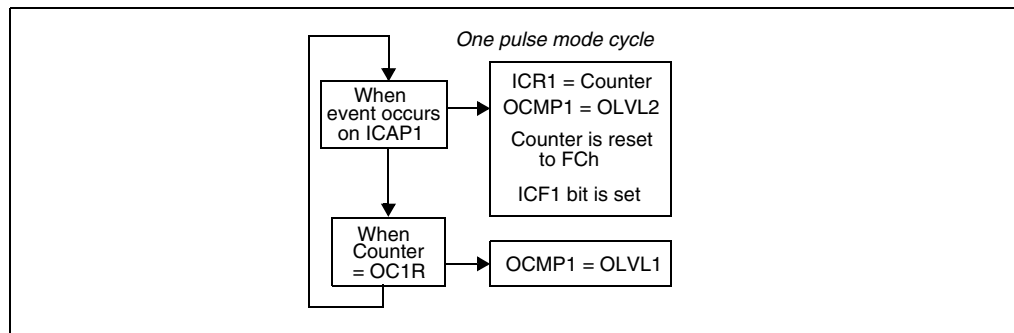 One pulse mode cycle
When
event occurs
on ICAP1
ICR1 = Counter
OCMP1 = OLVL2
Counter is reset
to FCh
ICF1 bit is set
When
Counter
= OC1R
OCMP1 = OLVL1